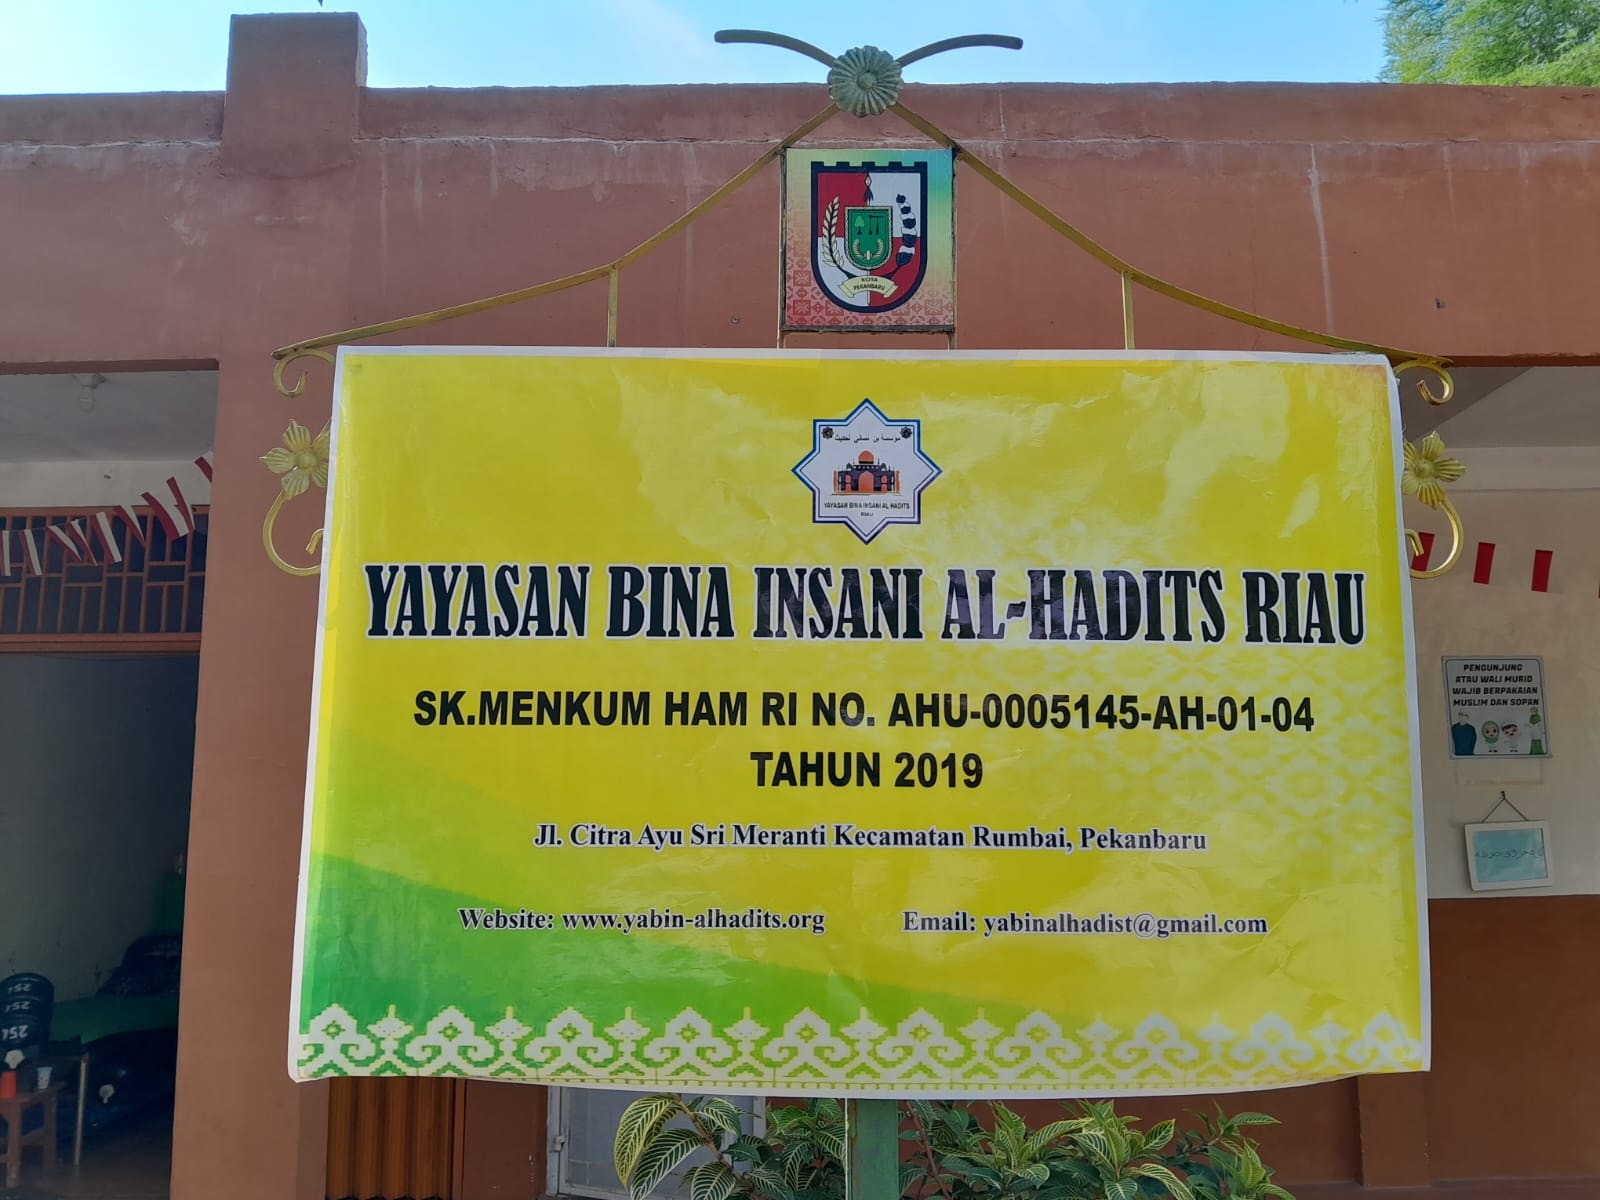 KOTA
PEKANBARU
YAYASAN BINA INSANI AL HADITS
RIAU
YAYASAN BINA INSANI AL-HADITS RIAU
SK.MENKUM HAM RI NO. AHU-0005145-AH-01-04
TAHUN 2019
Jl. Citra Ayu Sri Meranti Kecamatan Rumbai, Pekanbaru
Website: www.yabin-alhadits.org
Email: yabinalhadist@gmail.com
PENGUNJUNG
ATAU WALI MURID
WAJIB BERPAKAIAN
MUSLIM DAN SOPAN
25L
25L